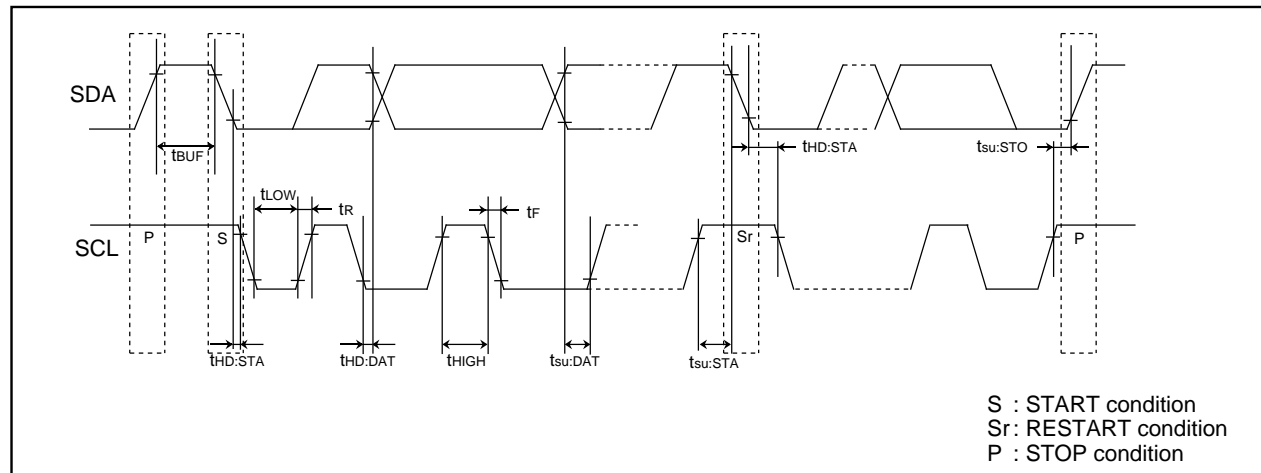 SDA
tBUF
tHD:STA
tsu:STO
tLOW
tR
tF
SCL
P
S
Sr
P
tHD:STA
tHD:DAT
tHIGH
tsu:DAT
tsu:STA
S : START condition
Sr : RESTART condition
P : STOP condition